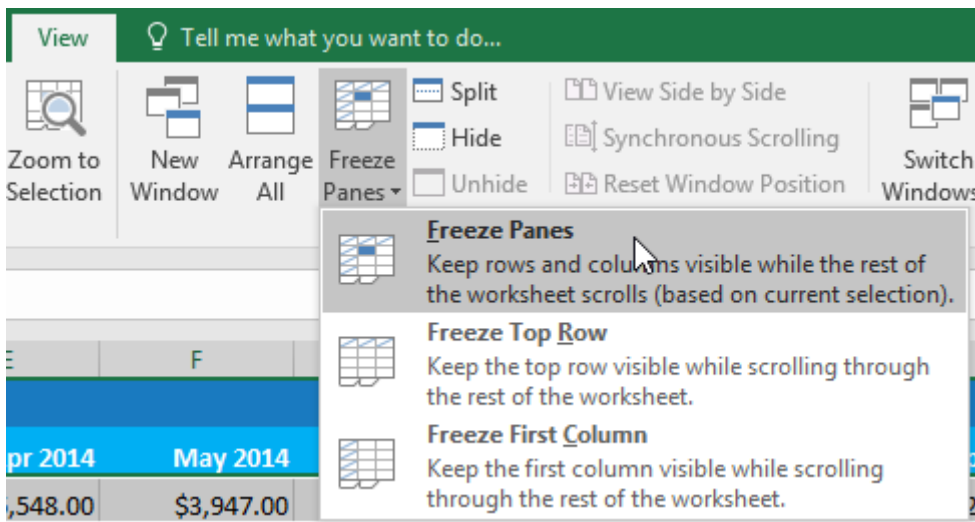 View
Tell me what you want to do...
Zoom to
Selection
New
Window
Arrange
All
Freeze
Panes
Split
Hide
Unhide
View Side by Side
Synchronous Scrolling
Reset Window Position
Switch
Windows
Freeze Panes
Keep rows and columns visible while the rest of
the worksheet scrolls (based on current selection).
Freeze Top Row
Keep the top row visible while scrolling through
the rest of the worksheet.
Freeze First Column
Keep the first column visible while scrolling
through the rest of the worksheet.
E
F
pr 2014
May 2014
,548.00
$3,947.00